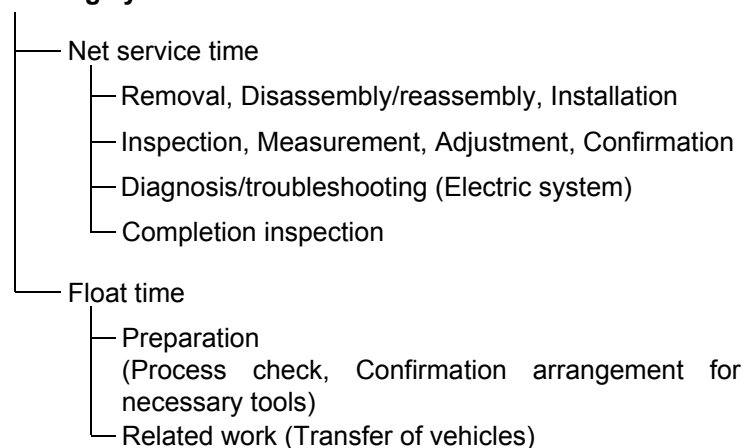 Net service time
Removal, Disassembly/reassembly, Installation
Inspection, Measurement, Adjustment, Confirmation
Diagnosis/troubleshooting (Electric system)
Completion inspection
Float time
Preparation
(Process check, Confirmation arrangement for
necessary tools)
Related work (Transfer of vehicles)